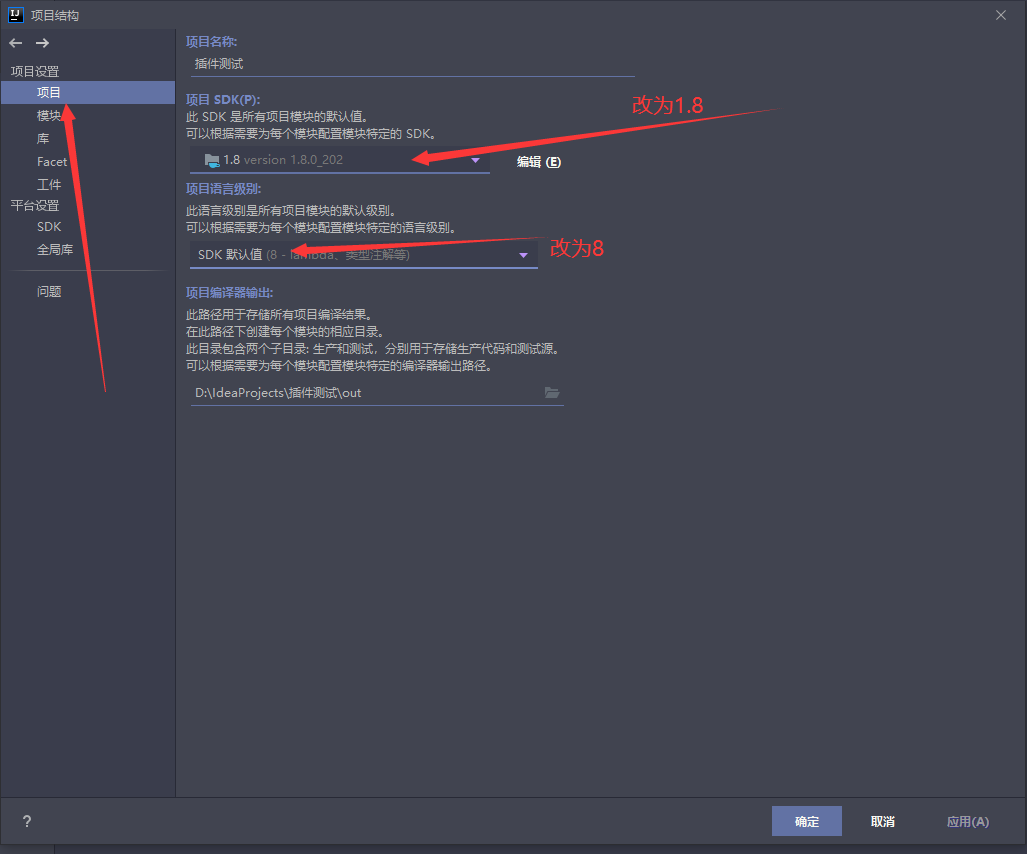 项目结构
项目设置
项目
模块
库
Facet
工件
平台设置
SDK
全局库
问题
项目名称:
插件测试
项目 SDK(P):
此 SDK 是所有项目模块的默认值。
可以根据需要为每个模块配置模块特定的 SDK。
改为1.8
1.8 version 1.8.0_202
编辑 (E)
项目语言级别:
此语言级别是所有项目模块的默认级别。
可以根据需要为每个模块配置模块特定的语言级别。
SDK 默认值 (8 - lambda、类型注解等)
改为8
项目编译器输出:
此路径用于存储所有项目编译结果。
在此路径下创建每个模块的相应目录。
此目录包含两个子目录: 生产和测试，分别用于存储生产代码和测试源。
可以根据需要为每个模块配置模块特定的编译器输出路径。
D:\IdeaProjects\插件测试\out
?
确定
取消
应用(A)